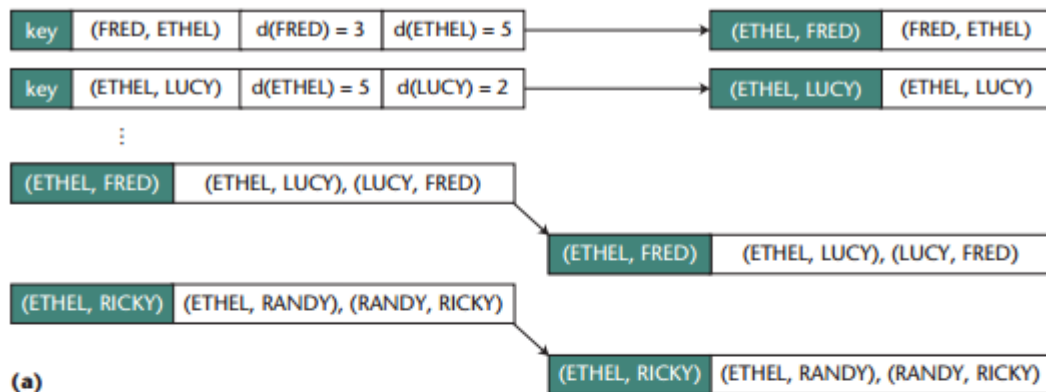 key (FRED, ETHEL) d(FRED) = 3 d(ETHEL) = 5 (ETHEL, FRED) (FRED, ETHEL)
key (ETHEL, LUCY) d(ETHEL) = 5 d(LUCY) = 2 (ETHEL, LUCY) (ETHEL, LUCY)
⋮
(ETHEL, FRED) (ETHEL, LUCY), (LUCY, FRED)
(ETHEL, FRED) (ETHEL, LUCY), (LUCY, FRED)
(ETHEL, RICKY) (ETHEL, RANDY), (RANDY, RICKY)
(ETHEL, RICKY) (ETHEL, RANDY), (RANDY, RICKY)
(a)